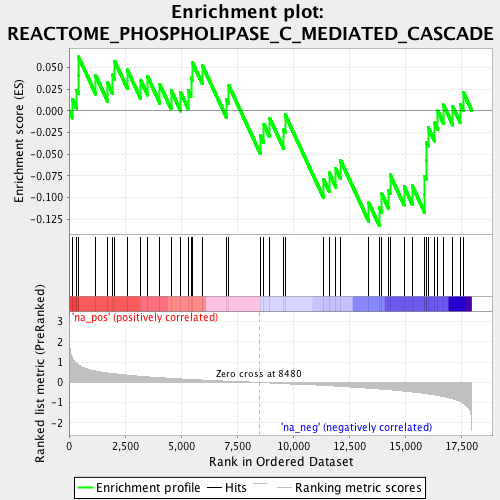 Enrichment plot:
REACTOME_PHOSPHOLIPASE_C_MEDIATED_CASCADE
Enrichment score (ES)
0.050
0.025
0.000
-0.025
-0.050
-0.075
-0.100
-0.125
'na_pos' (positively correlated)
Ranked list metric (PreRanked)
3
2
1
0
-1
-2
Zero cross at 8480
'na_neg' (negatively correlated)
0
2,500
5,000
7,500
10,000
12,500
15,000
17,500
Rank in Ordered Dataset
Enrichment profile
Hits
Ranking metric scores